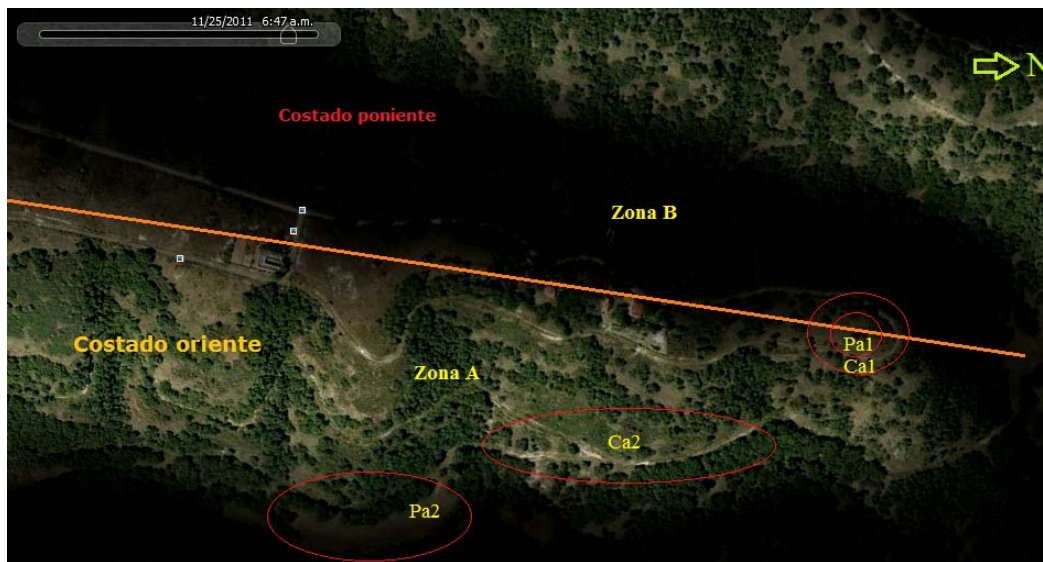 11/25/2011 6:47 a.m.
N
Costado poniente
Zona B
Costado oriente
Zona A
Pa1
Ca1
Ca2
Pa2